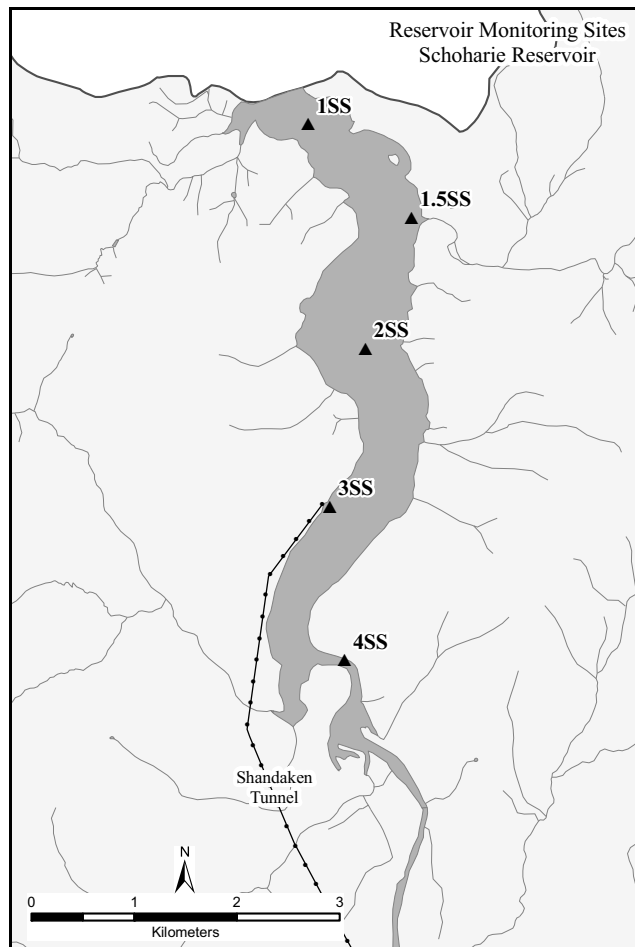 Reservoir Monitoring Sites
Schoharie Reservoir
1SS
1.5SS
2SS
3SS
4SS
Shandaken
Tunnel
N
0 1 2 3
Kilometers